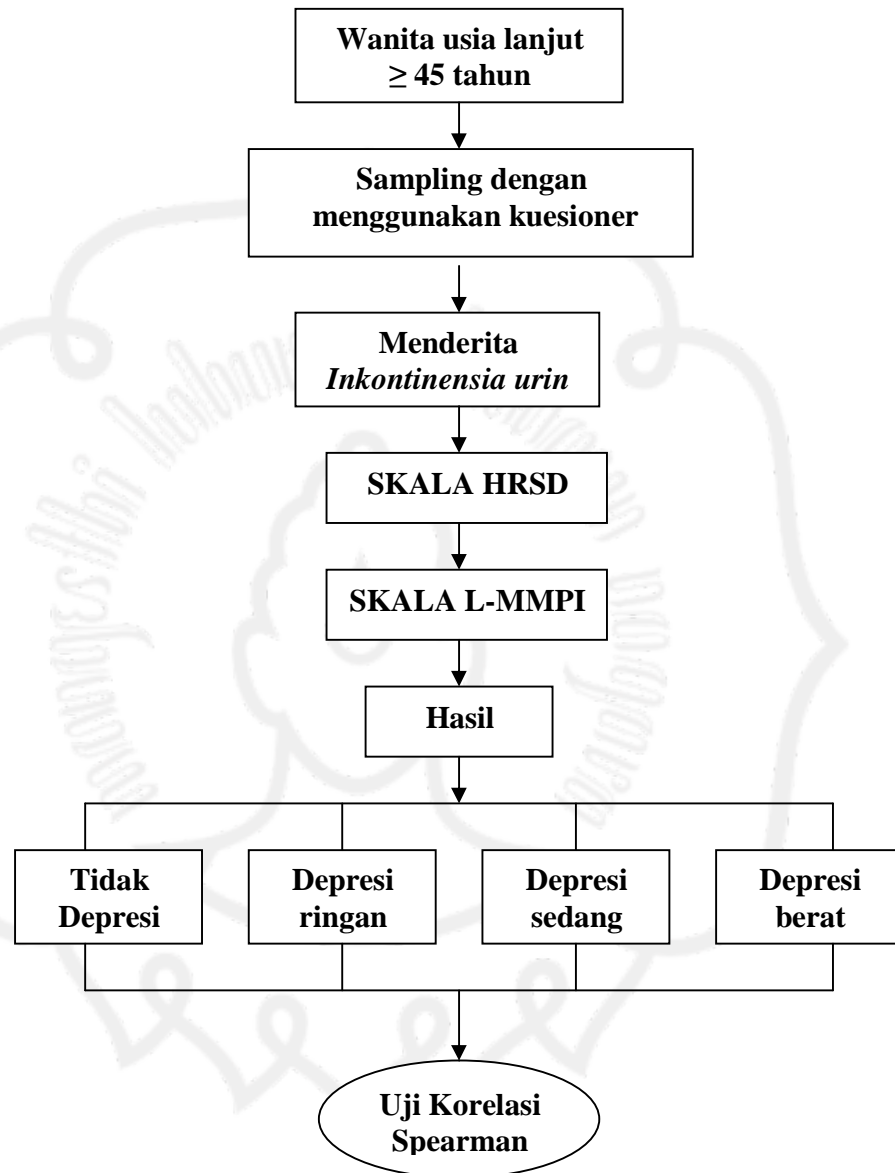 Wanita usia lanjut
≥ 45 tahun
Sampling dengan
menggunakan kuesioner
Menderita
Inkontinensia urin
SKALA HRSD
SKALA L-MMPI
Hasil
Tidak
Depresi
Depresi
ringan
Depresi
sedang
Depresi
berat
Uji Korelasi
Spearman